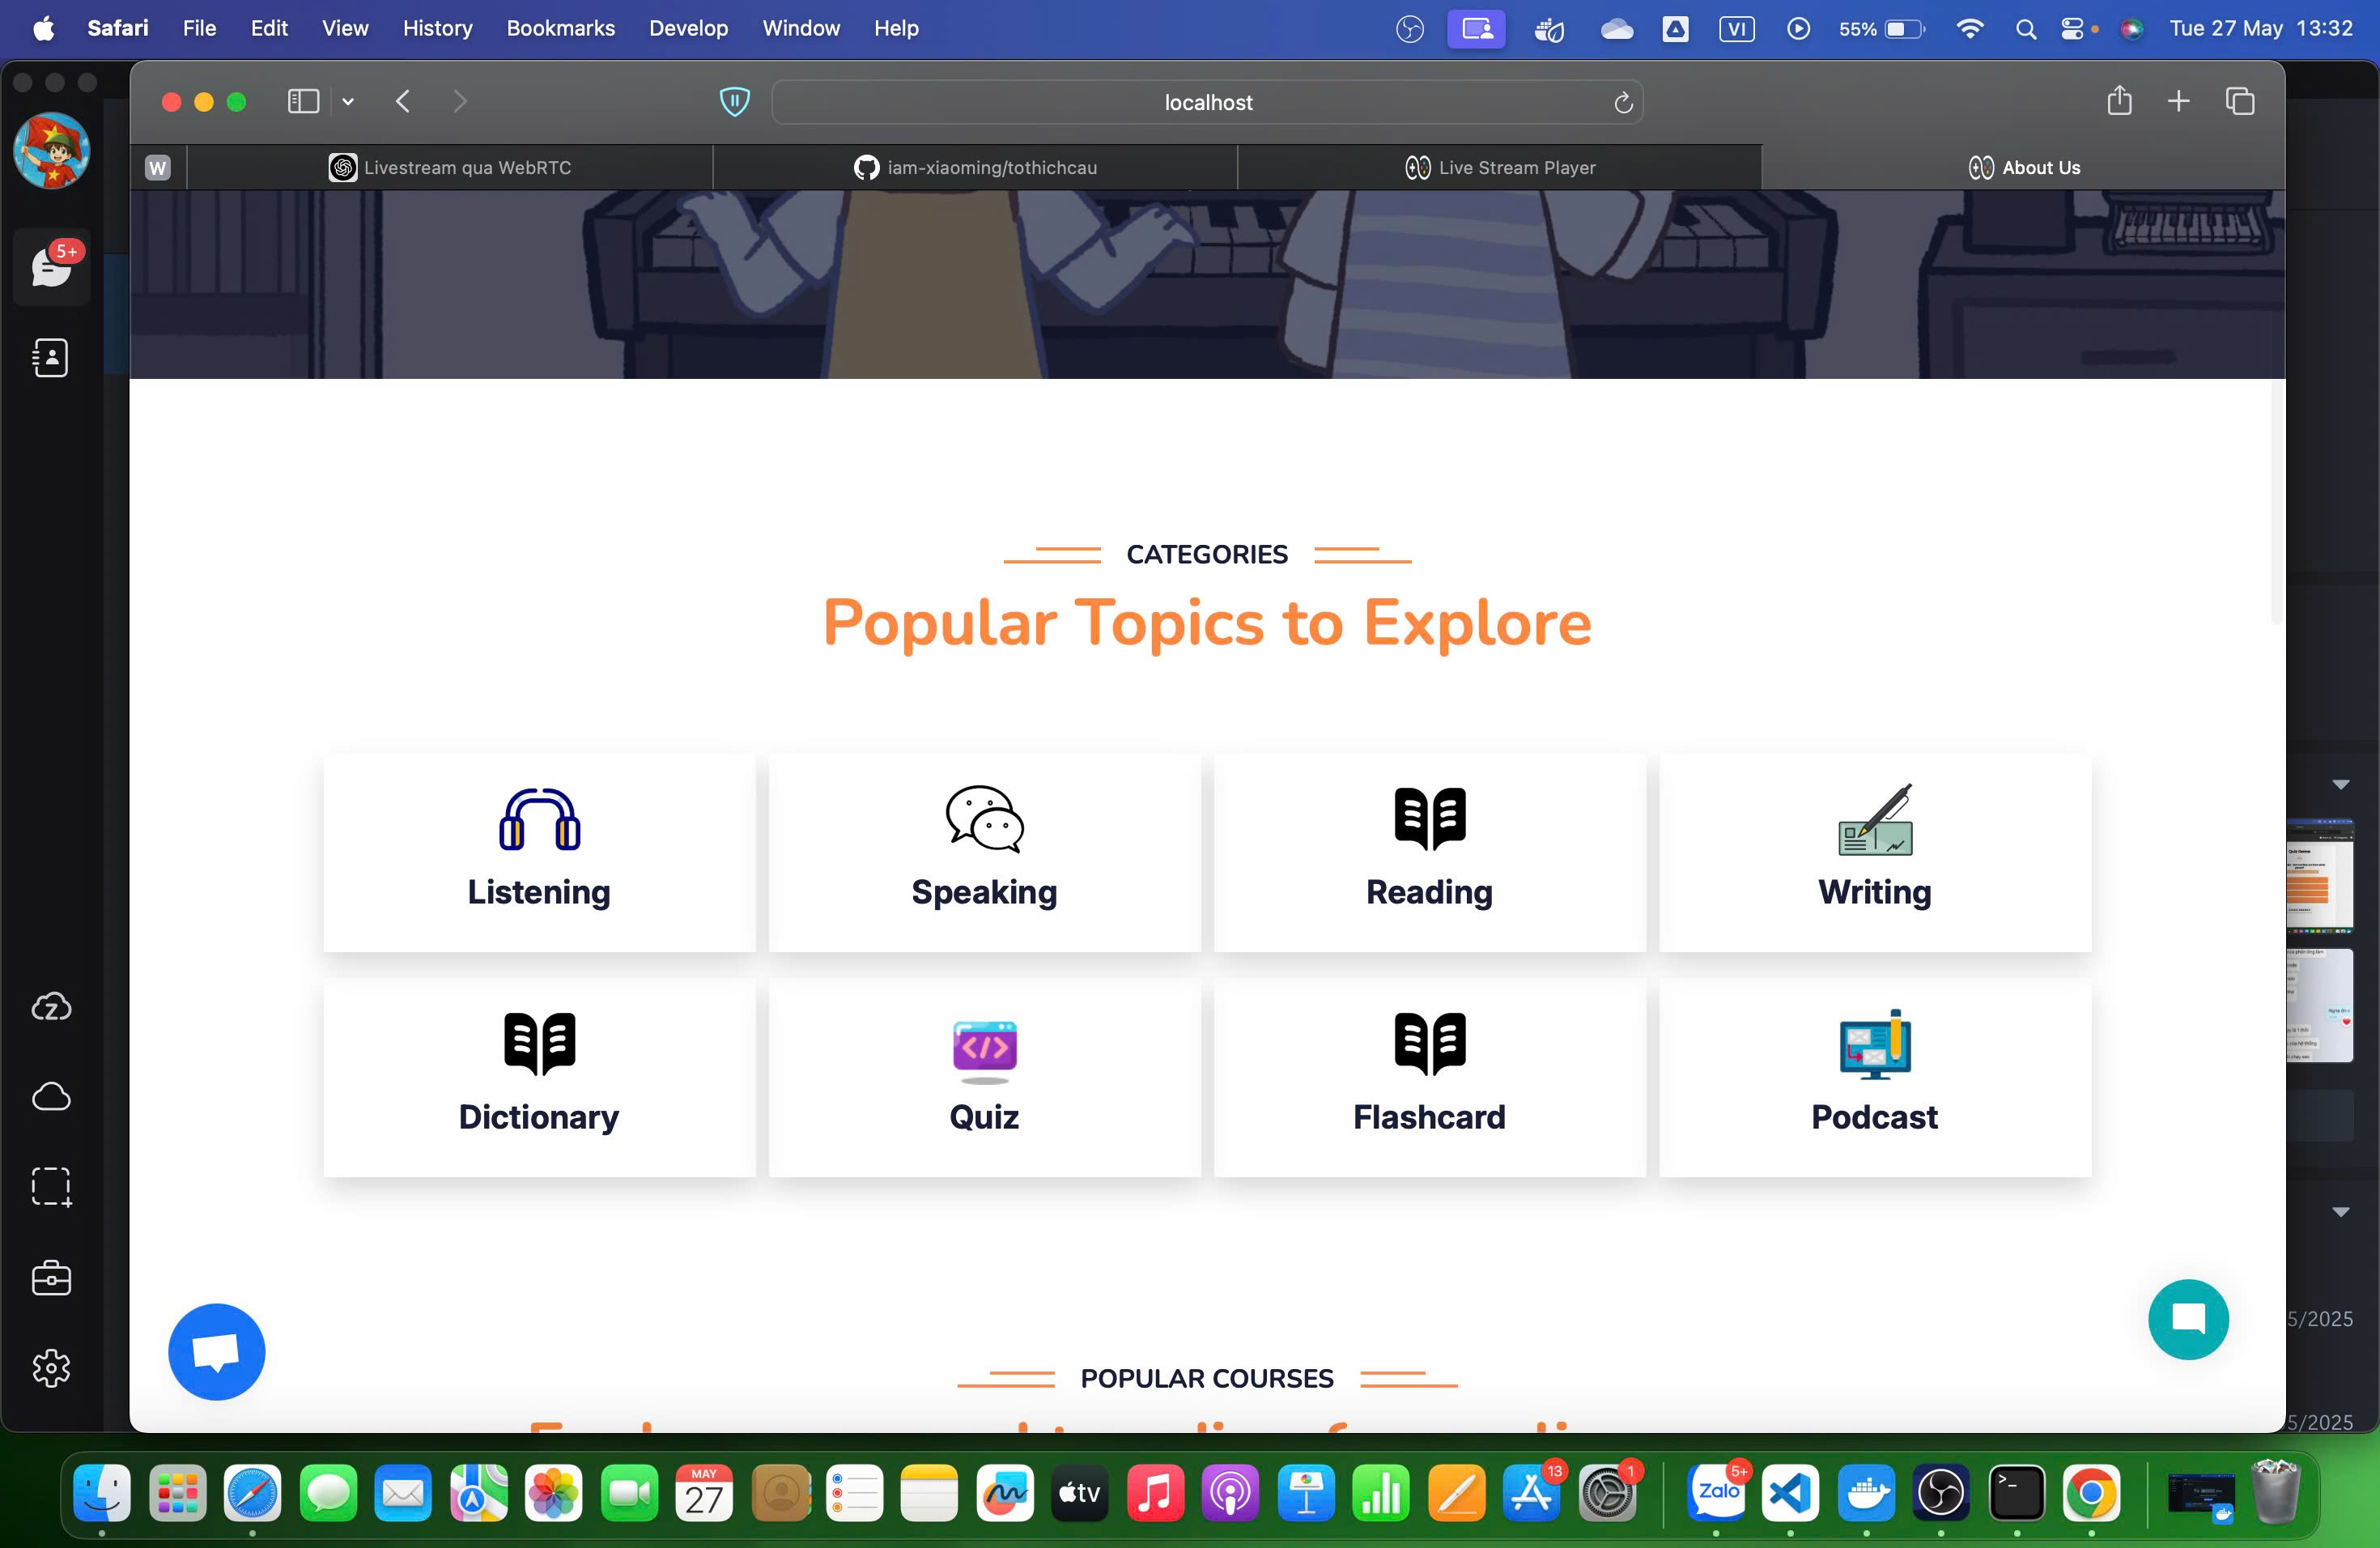 Safari File Edit View History Bookmarks Develop Window Help VI 55% Tue 27 May 13:32
localhost
W Livestream qua WebRTC iam-xiaoming/tothichcau Live Stream Player About Us
5+
CATEGORIES
Popular Topics to Explore
Listening Speaking Reading Writing
Dictionary Quiz Flashcard Podcast
5/2025
POPULAR COURSES
5/2025
MAY
27
tv
13
1
Zalo
5+